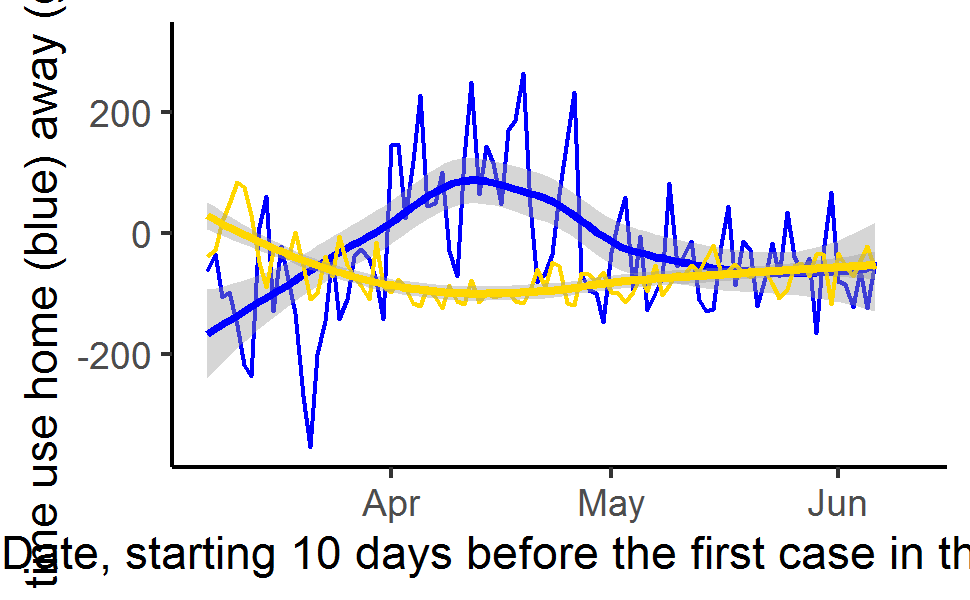 time use home (blue) away (
200
0
-200
Apr May Jun
Date, starting 10 days before the first case in th